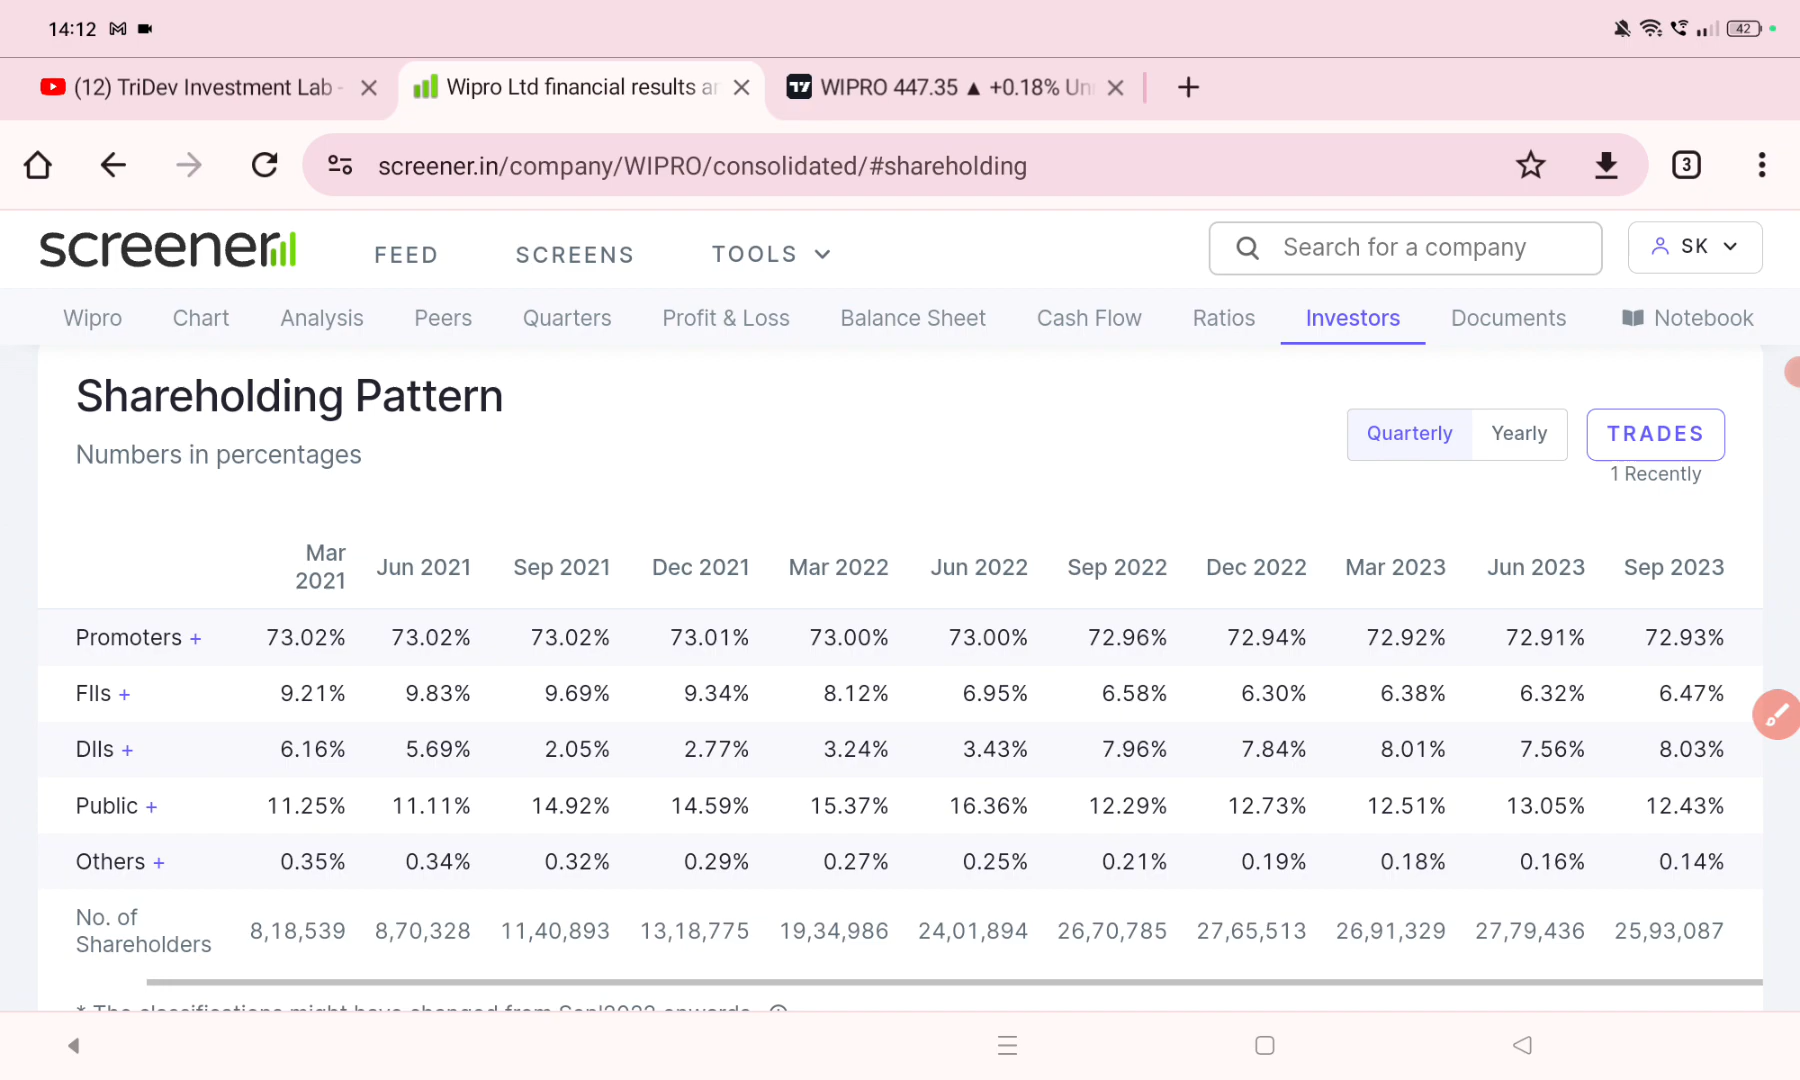 14:12
42
(12) TriDev Investment Lab -
Wipro Ltd financial results ar
WIPRO 447.35 ▲ +0.18% Un
screener.in/company/WIPRO/consolidated/#shareholding
3
screener
FEED
SCREENS
TOOLS
Search for a company
SK
Wipro
Chart
Analysis
Peers
Quarters
Profit & Loss
Balance Sheet
Cash Flow
Ratios
Investors
Documents
Notebook
Shareholding Pattern
Numbers in percentages
Quarterly
Yearly
TRADES
1 Recently
Mar 2021 Jun 2021 Sep 2021 Dec 2021 Mar 2022 Jun 2022 Sep 2022 Dec 2022 Mar 2023 Jun 2023 Sep 2023
Promoters + 73.02% 73.02% 73.02% 73.01% 73.00% 73.00% 72.96% 72.94% 72.92% 72.91% 72.93%
FIIs + 9.21% 9.83% 9.69% 9.34% 8.12% 6.95% 6.58% 6.30% 6.38% 6.32% 6.47%
DIIs + 6.16% 5.69% 2.05% 2.77% 3.24% 3.43% 7.96% 7.84% 8.01% 7.56% 8.03%
Public + 11.25% 11.11% 14.92% 14.59% 15.37% 16.36% 12.29% 12.73% 12.51% 13.05% 12.43%
Others + 0.35% 0.34% 0.32% 0.29% 0.27% 0.25% 0.21% 0.19% 0.18% 0.16% 0.14%
No. of Shareholders 8,18,539 8,70,328 11,40,893 13,18,775 19,34,986 24,01,894 26,70,785 27,65,513 26,91,329 27,79,436 25,93,087
* The classifications might have changed from Sep'2022 onwards.